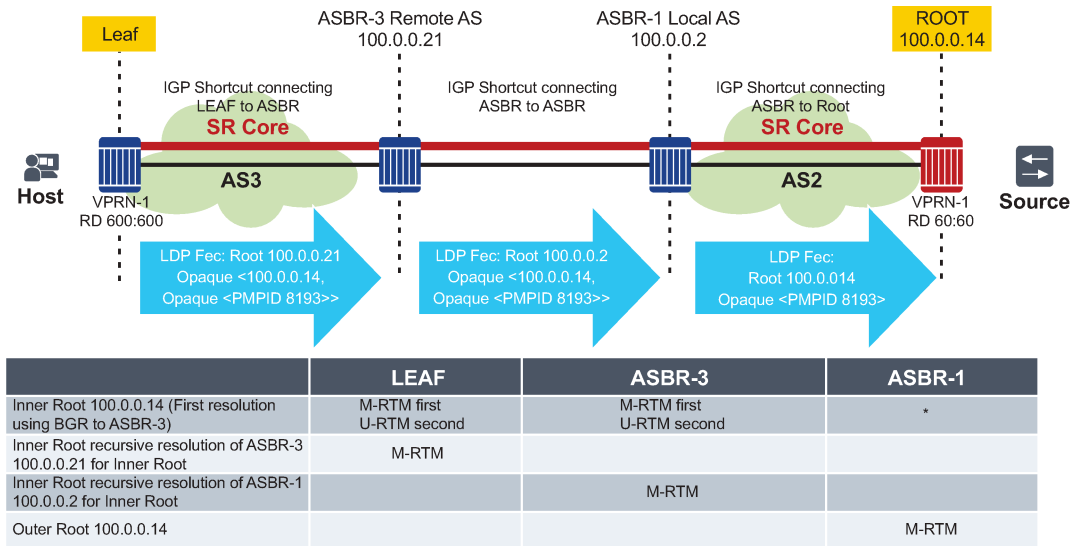 Leaf
ASBR-3 Remote AS
100.0.0.21
ASBR-1 Local AS
100.0.0.2
ROOT
100.0.0.14
IGP Shortcut connecting
LEAF to ASBR
IGP Shortcut connecting
ASBR to ASBR
IGP Shortcut connecting
ASBR to Root
SR Core
SR Core
AS3
AS2
Host
Source
VPRN-1
RD 600:600
VPRN-1
RD 60:60
LDP Fec: Root 100.0.0.21
Opaque <100.0.0.14,
Opaque <PMPID 8193>>
LDP Fec: Root 100.0.0.2
Opaque <100.0.0.14,
Opaque <PMPID 8193>>
LDP Fec:
Root 100.0.014
Opaque <PMPID 8193>
LEAF
ASBR-3
ASBR-1
Inner Root 100.0.0.14 (First resolution
using BGR to ASBR-3)
M-RTM first
U-RTM second
M-RTM first
U-RTM second
*
Inner Root recursive resolution of ASBR-3
100.0.0.21 for Inner Root
M-RTM
Inner Root recursive resolution of ASBR-1
100.0.0.2 for Inner Root
M-RTM
Outer Root 100.0.0.14
M-RTM